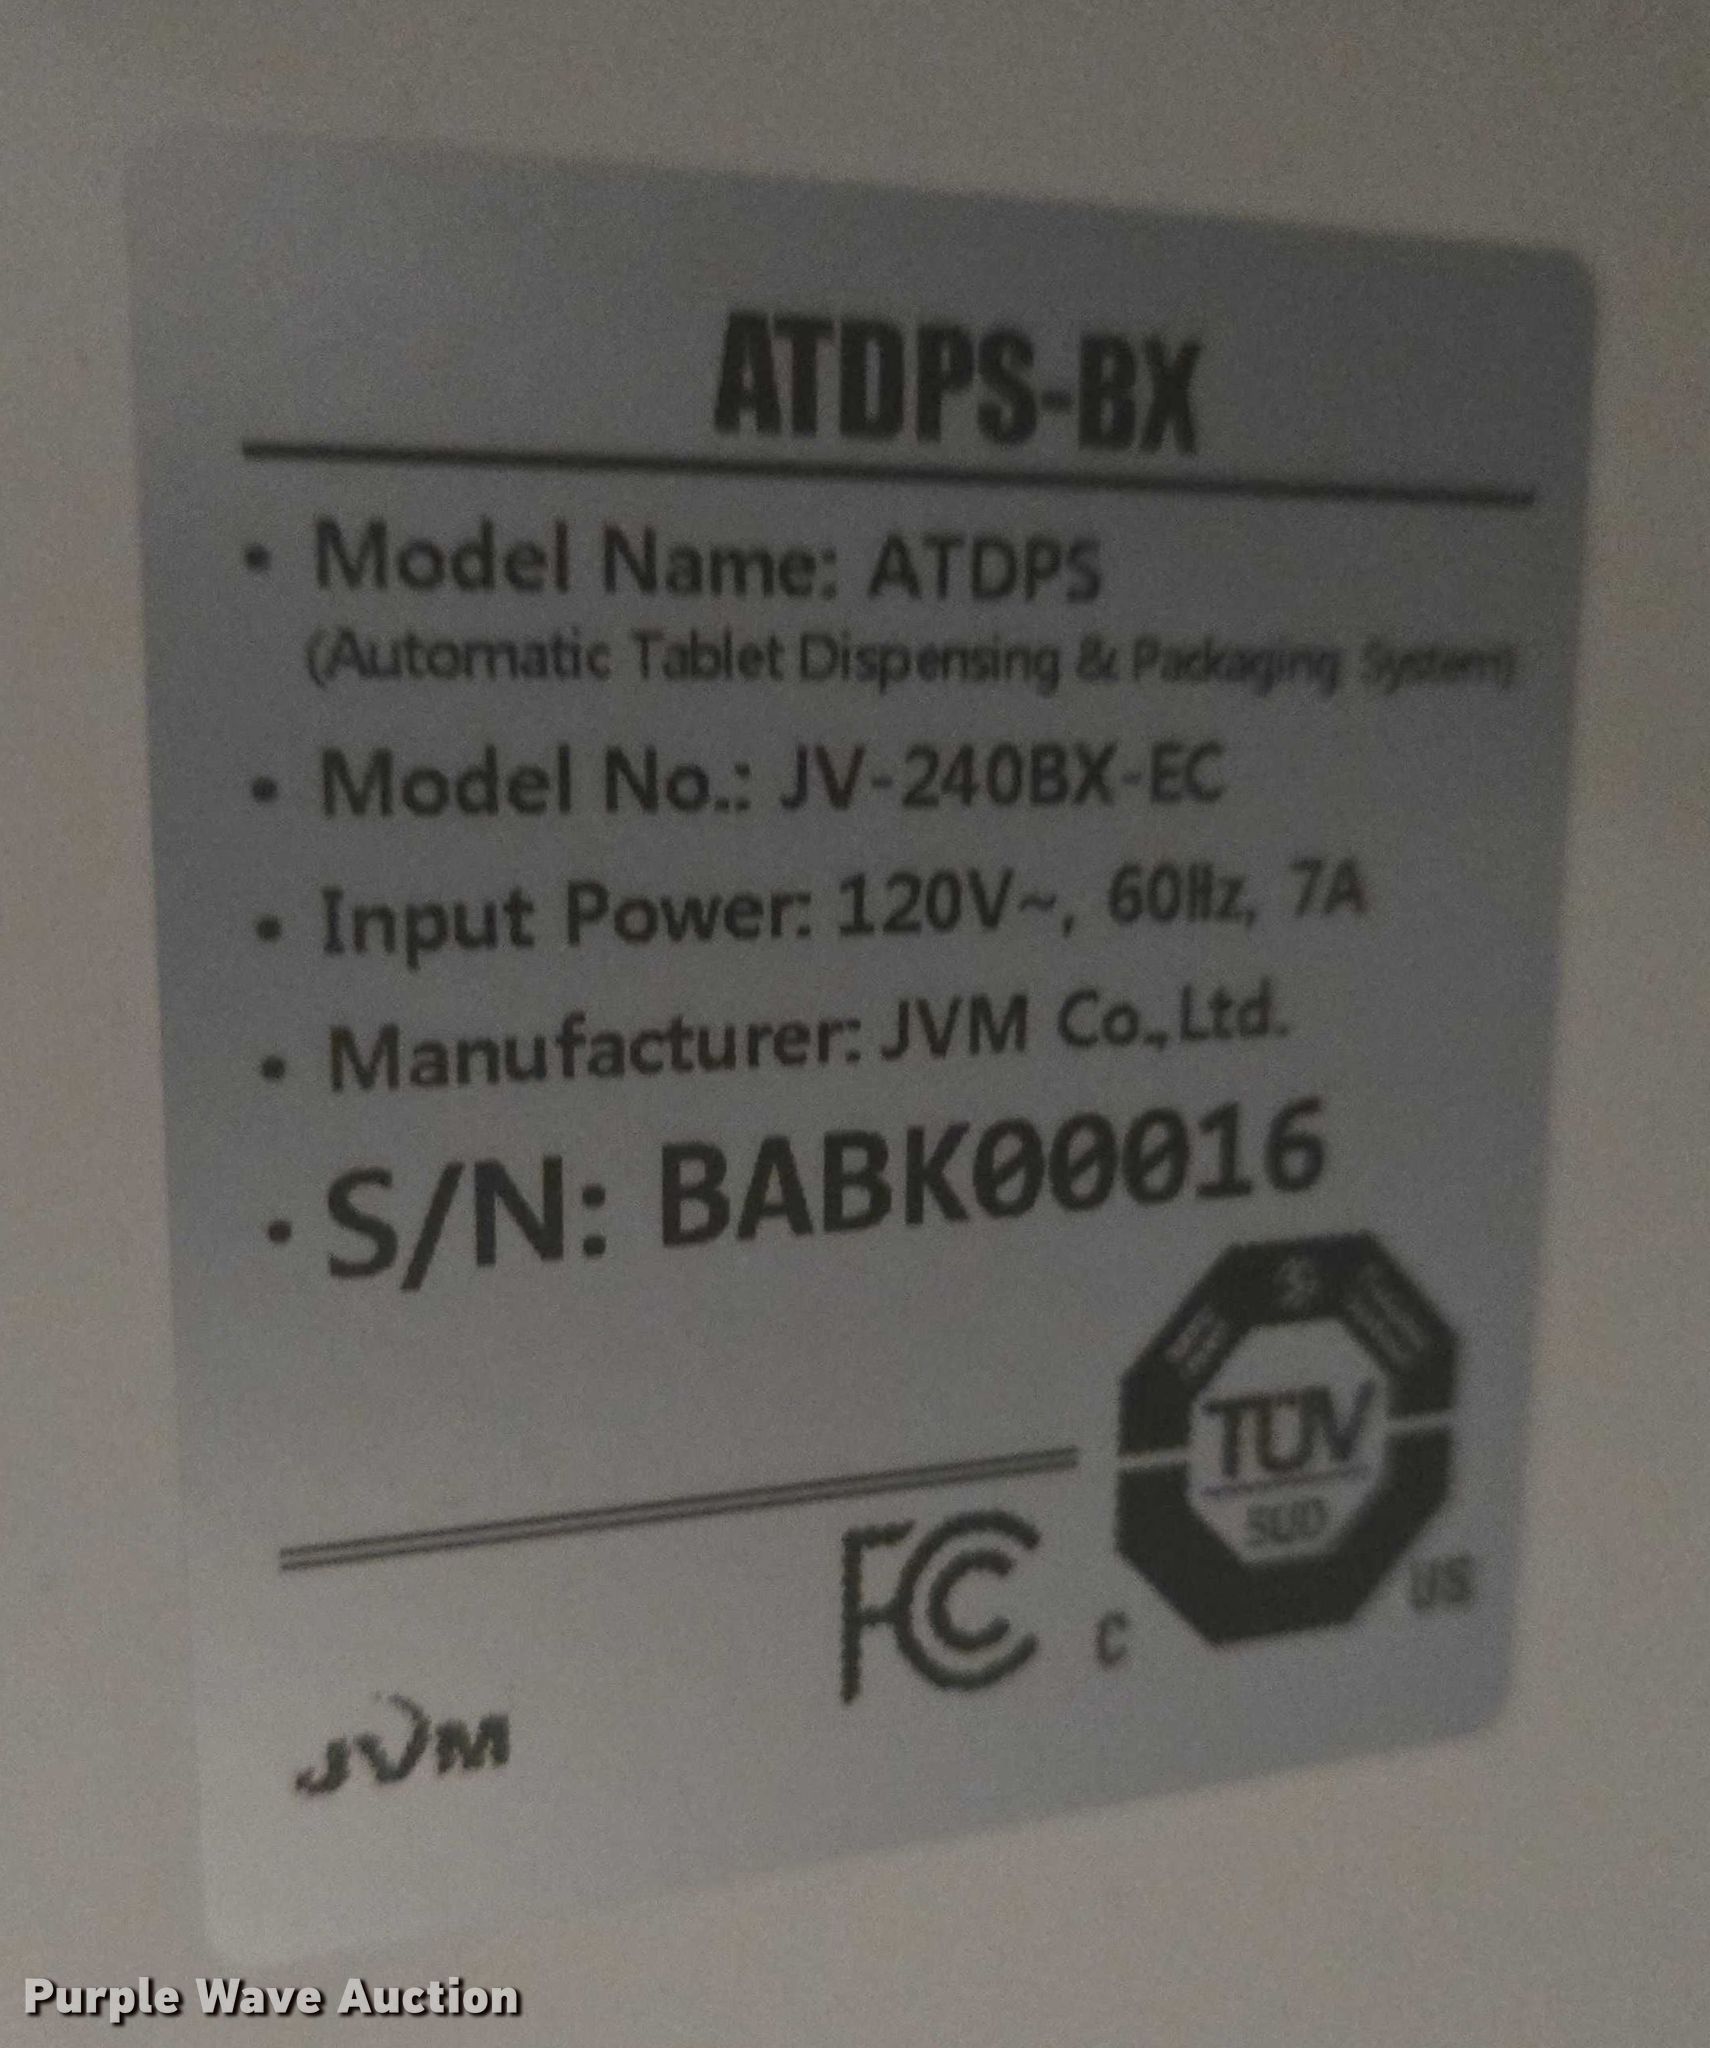 ATDPS-BX
• Model Name: ATDPS
(Automatic Tablet Dispensing & Packaging System)
• Model No.: JV-240BX-EC
• Input Power: 120V~, 60Hz, 7A
• Manufacturer: JVM Co.,Ltd.
• S/N: BABK00016
TÜV
SUD
FC
C US
JVM
Purple Wave Auction